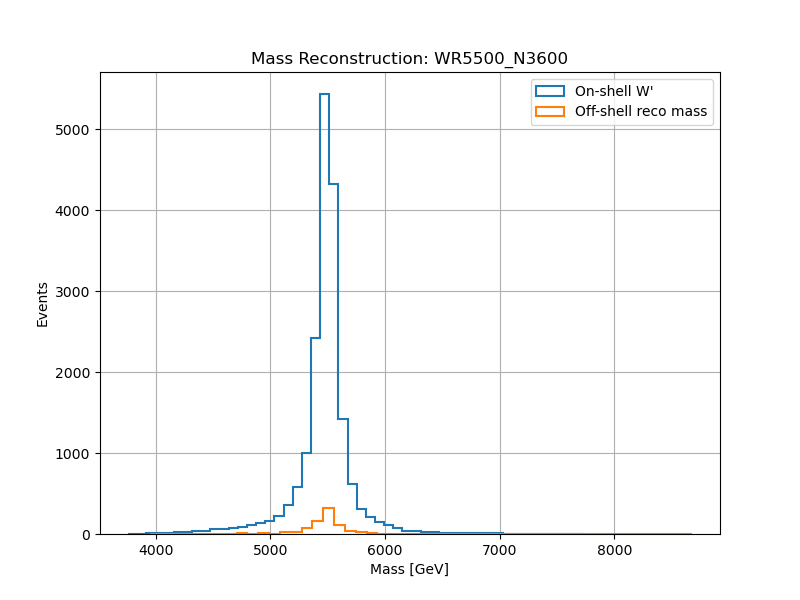 Mass Reconstruction: WR5500_N3600
On-shell W'
Off-shell reco mass
Events
5000
4000
3000
2000
1000
0
4000 5000 6000 7000 8000
Mass [GeV]